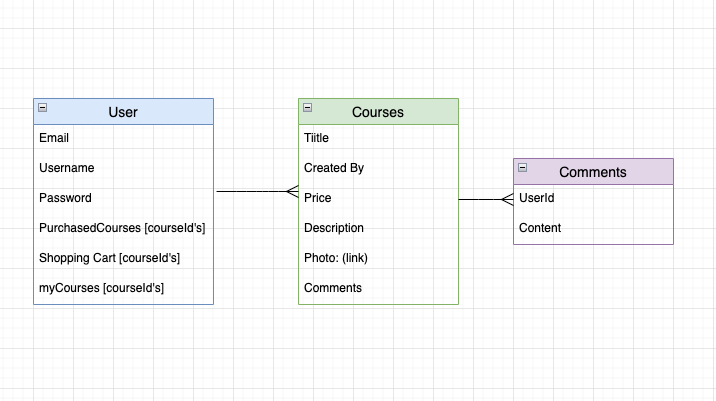 User
Email
Username
Password
PurchasedCourses [courseId's]
Shopping Cart [courseId's]
myCourses [courseId's]
Courses
Tiitle
Created By
Price
Description
Photo: (link)
Comments
Comments
UserId
Content